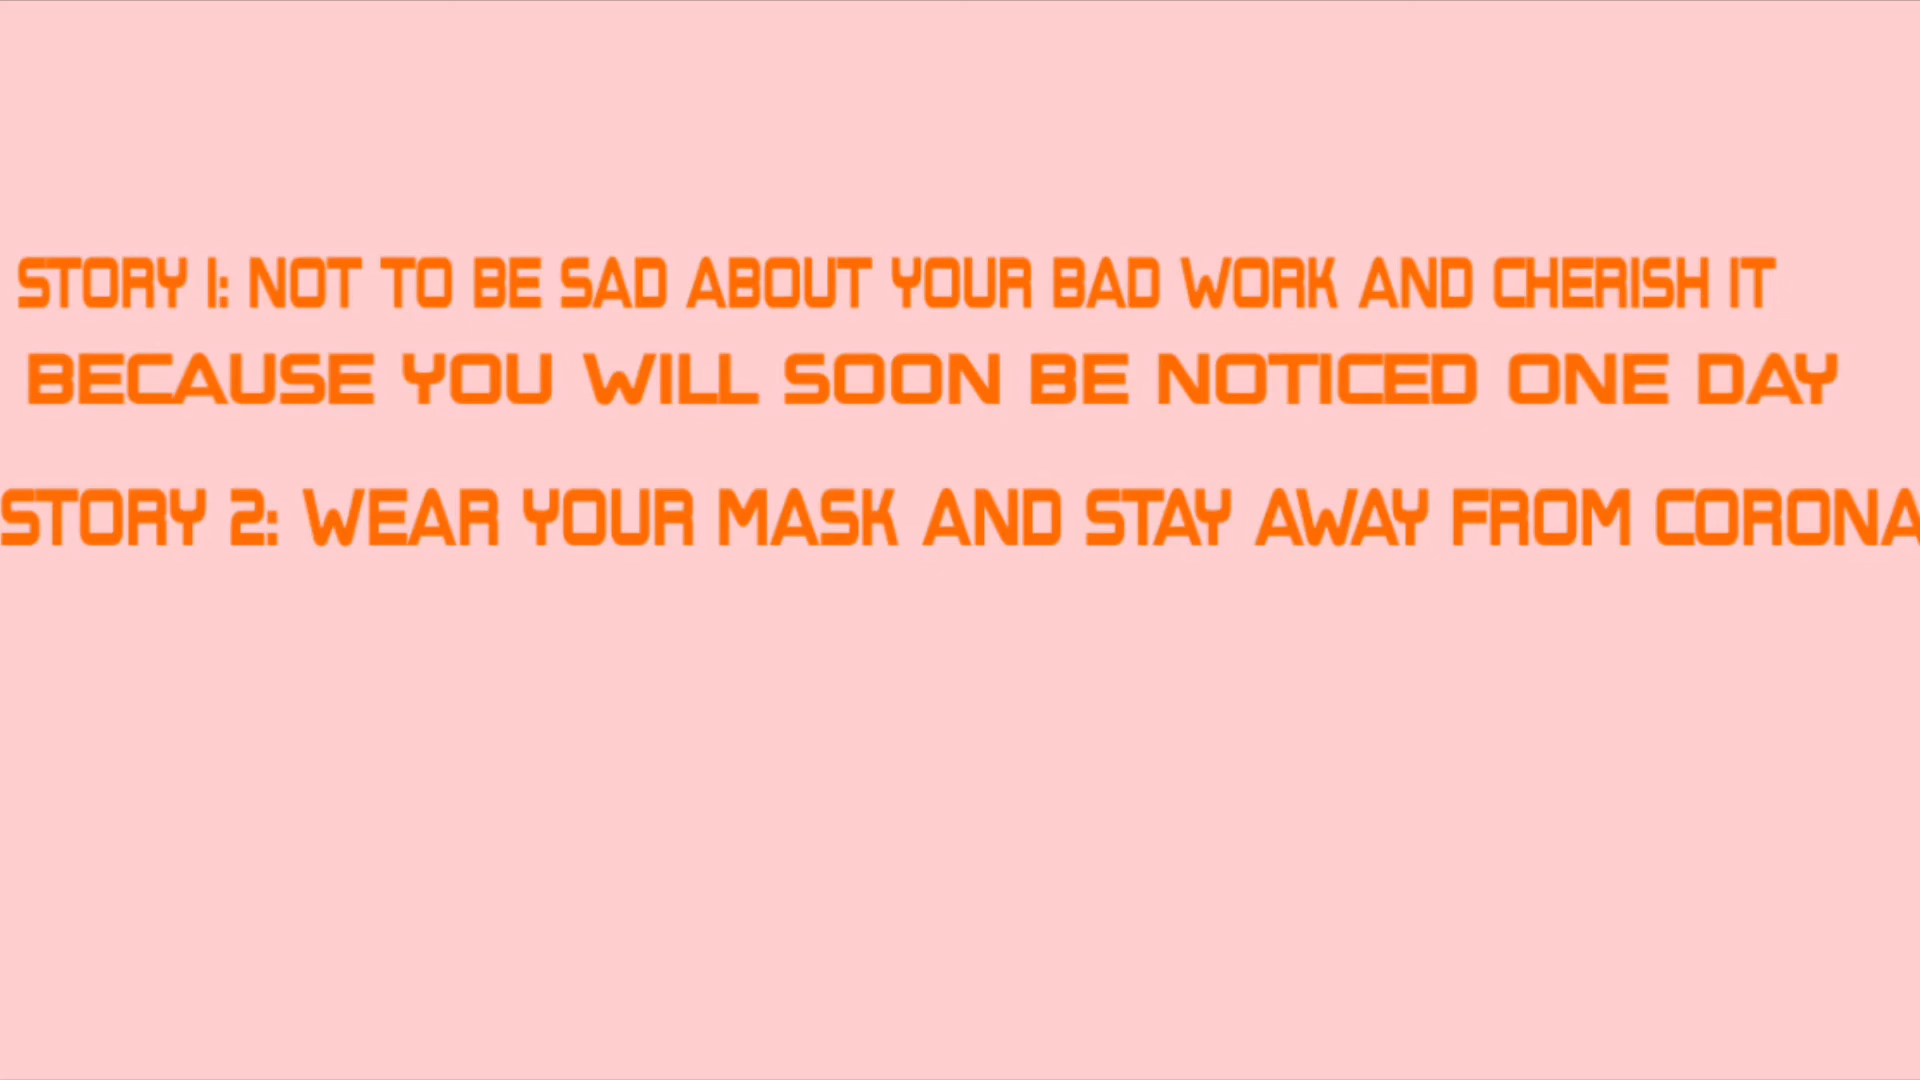 STORY 1: NOT TO BE SAD ABOUT YOUR BAD WORK AND CHERISH IT
BECAUSE YOU WILL SOON BE NOTICED ONE DAY
STORY 2: WEAR YOUR MASK AND STAY AWAY FROM CORONA